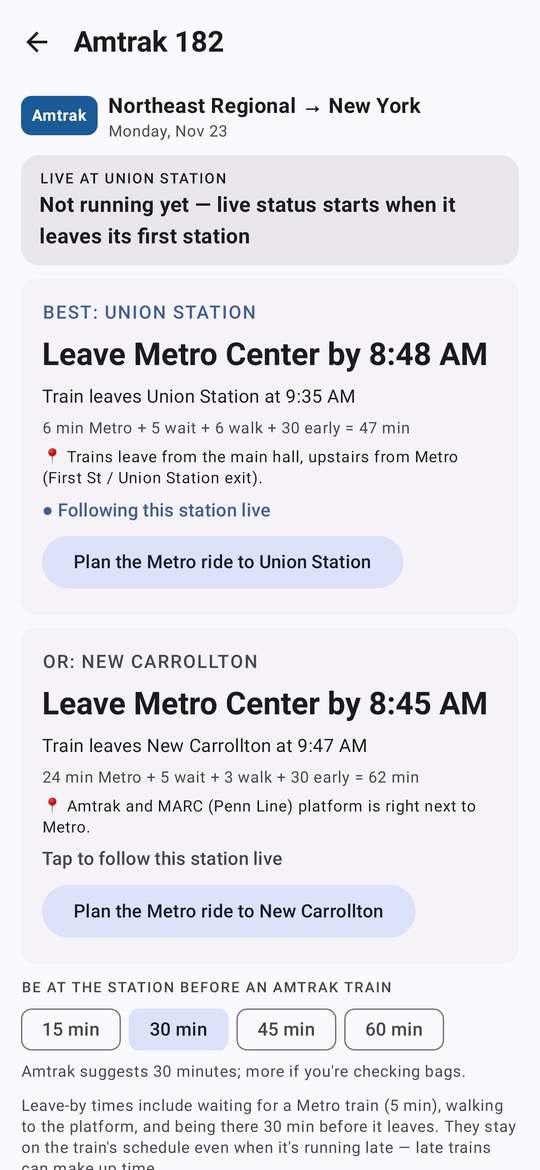 Amtrak 182
Amtrak
Northeast Regional → New York
Monday, Nov 23
LIVE AT UNION STATION
Not running yet — live status starts when it
leaves its first station
BEST: UNION STATION
Leave Metro Center by 8:48 AM
Train leaves Union Station at 9:35 AM
6 min Metro + 5 wait + 6 walk + 30 early = 47 min
📍 Trains leave from the main hall, upstairs from Metro
(First St / Union Station exit).
● Following this station live
Plan the Metro ride to Union Station
OR: NEW CARROLLTON
Leave Metro Center by 8:45 AM
Train leaves New Carrollton at 9:47 AM
24 min Metro + 5 wait + 3 walk + 30 early = 62 min
📍 Amtrak and MARC (Penn Line) platform is right next to
Metro.
Tap to follow this station live
Plan the Metro ride to New Carrollton
BE AT THE STATION BEFORE AN AMTRAK TRAIN
15 min
30 min
45 min
60 min
Amtrak suggests 30 minutes; more if you're checking bags.
Leave-by times include waiting for a Metro train (5 min), walking
to the platform, and being there 30 min before it leaves. They stay
on the train's schedule even when it's running late — late trains
can make up time.